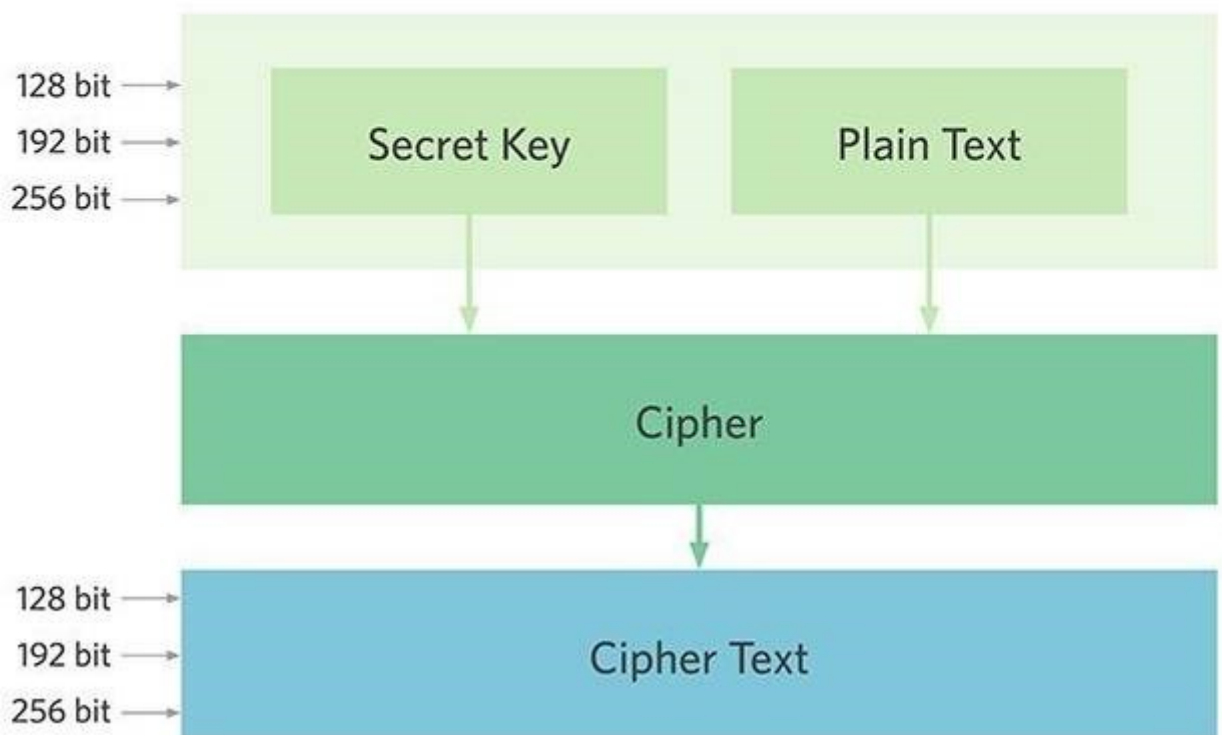 128 bit
192 bit
256 bit
Secret Key
Plain Text
Cipher
128 bit
192 bit
256 bit
Cipher Text